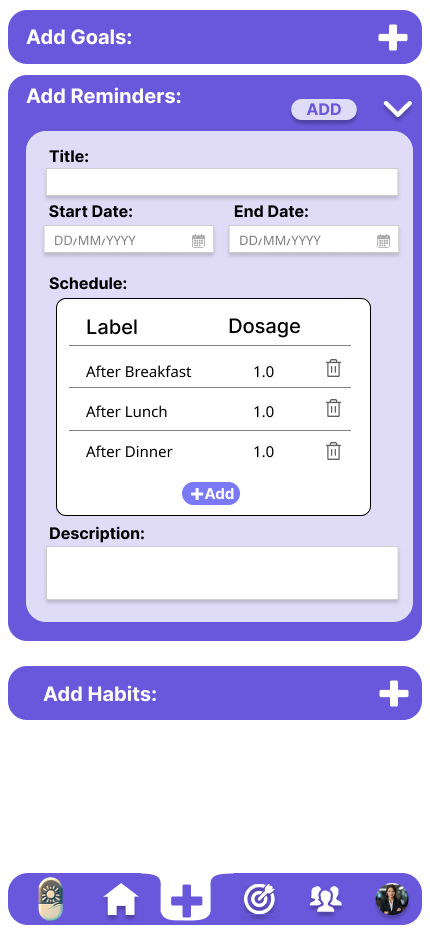 Add Goals:
Add Reminders:
ADD
Title:
Start Date: End Date:
DD/MM/YYYY DD/MM/YYYY
Schedule:
Label Dosage
After Breakfast 1.0
After Lunch 1.0
After Dinner 1.0
+Add
Description:
Add Habits: